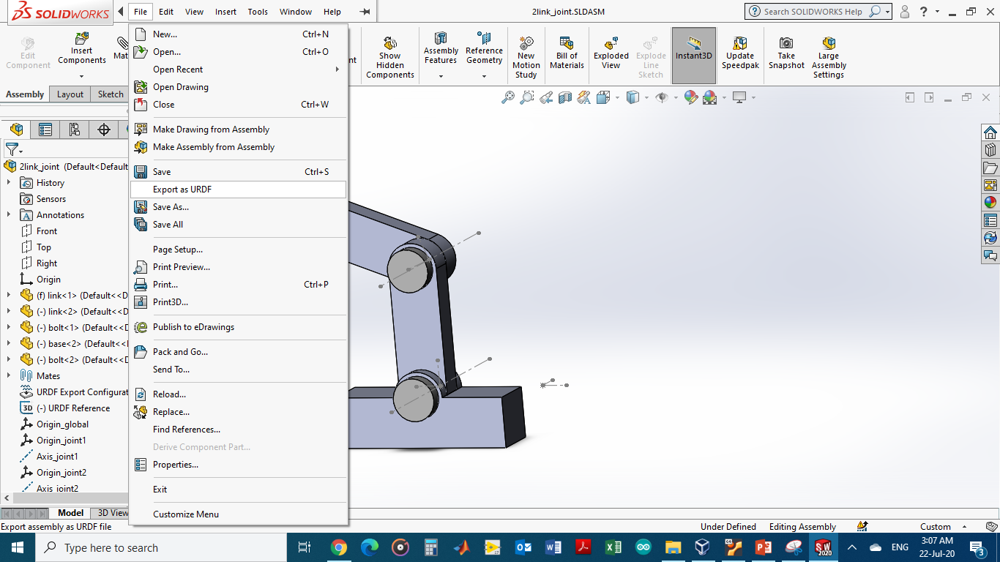 SOLIDWORKS
File Edit View Insert Tools Window Help
2link_joint.SLDASM
Search SOLIDWORKS Help
Edit Component
Insert Components
Mat
nt
Show Hidden Components
Assembly Features
Reference Geometry
New Motion Study
Bill of Materials
Exploded View
Explode Line Sketch
Instant3D
Update Speedpak
Take Snapshot
Large Assembly Settings
Assembly Layout Sketch
New... Ctrl+N
Open... Ctrl+O
Open Recent
Open Drawing
Close Ctrl+W
Make Drawing from Assembly
Make Assembly from Assembly
Save Ctrl+S
Export as URDF
Save As...
Save All
Page Setup...
Print Preview...
Print... Ctrl+P
Print3D...
Publish to eDrawings
Pack and Go...
Send To...
Reload...
Replace...
Find References...
Derive Component Part...
Properties...
Exit
Customize Menu
2link_joint (Default<Default
History
Sensors
Annotations
Front
Top
Right
Origin
(f) link<1> (Default<<D
(-) link<2> (Default<<D
(-) bolt<1> (Default<<D
(-) base<2> (Default<<
(-) bolt<2> (Default<<D
Mates
URDF Export Configurat
3D (-) URDF Reference
Origin_global
Origin_joint1
Axis_joint1
Origin_joint2
Axis_joint2
Model 3D View
Export assembly as URDF file
Under Defined Editing Assembly Custom
Type here to search
ENG
3:07 AM
22-Jul-20
SW 2020
3